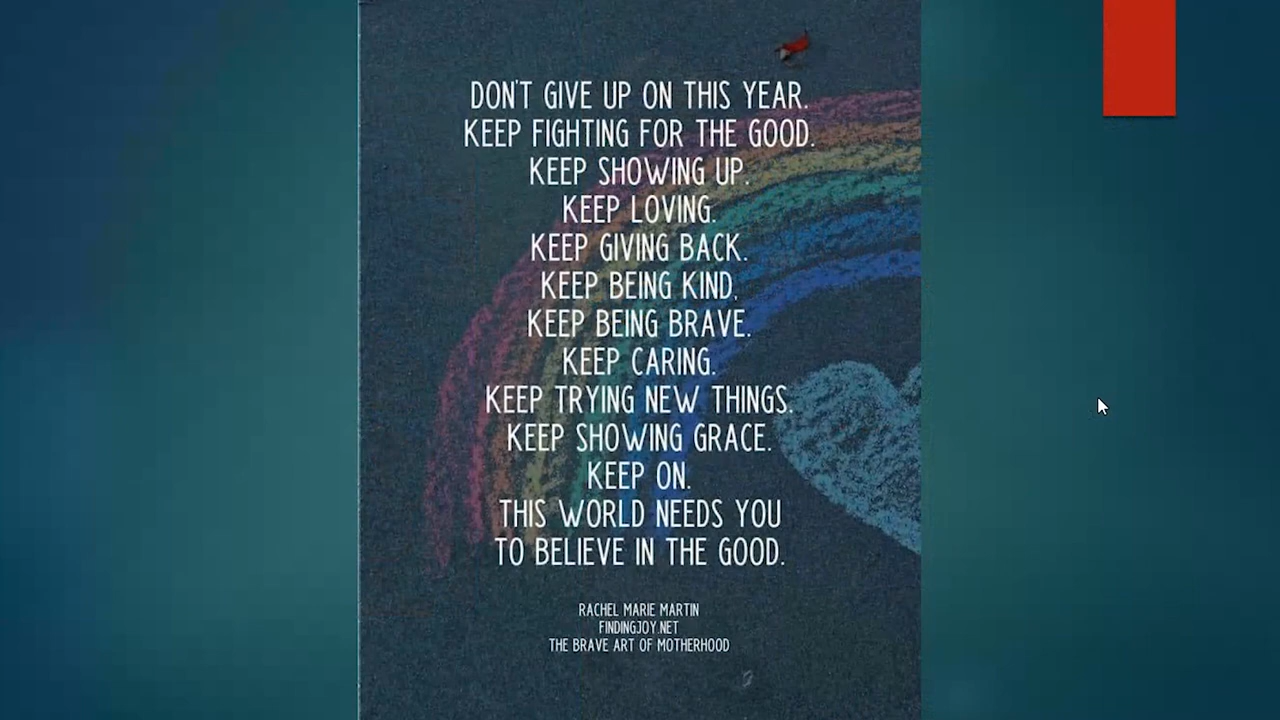 DON'T GIVE UP ON THIS YEAR.
KEEP FIGHTING FOR THE GOOD.
KEEP SHOWING UP.
KEEP LOVING.
KEEP GIVING BACK.
KEEP BEING KIND.
KEEP BEING BRAVE.
KEEP CARING.
KEEP TRYING NEW THINGS.
KEEP SHOWING GRACE.
KEEP ON.
THIS WORLD NEEDS YOU
TO BELIEVE IN THE GOOD.
RACHEL MARIE MARTIN
FINDINGJOY.NET
THE BRAVE ART OF MOTHERHOOD